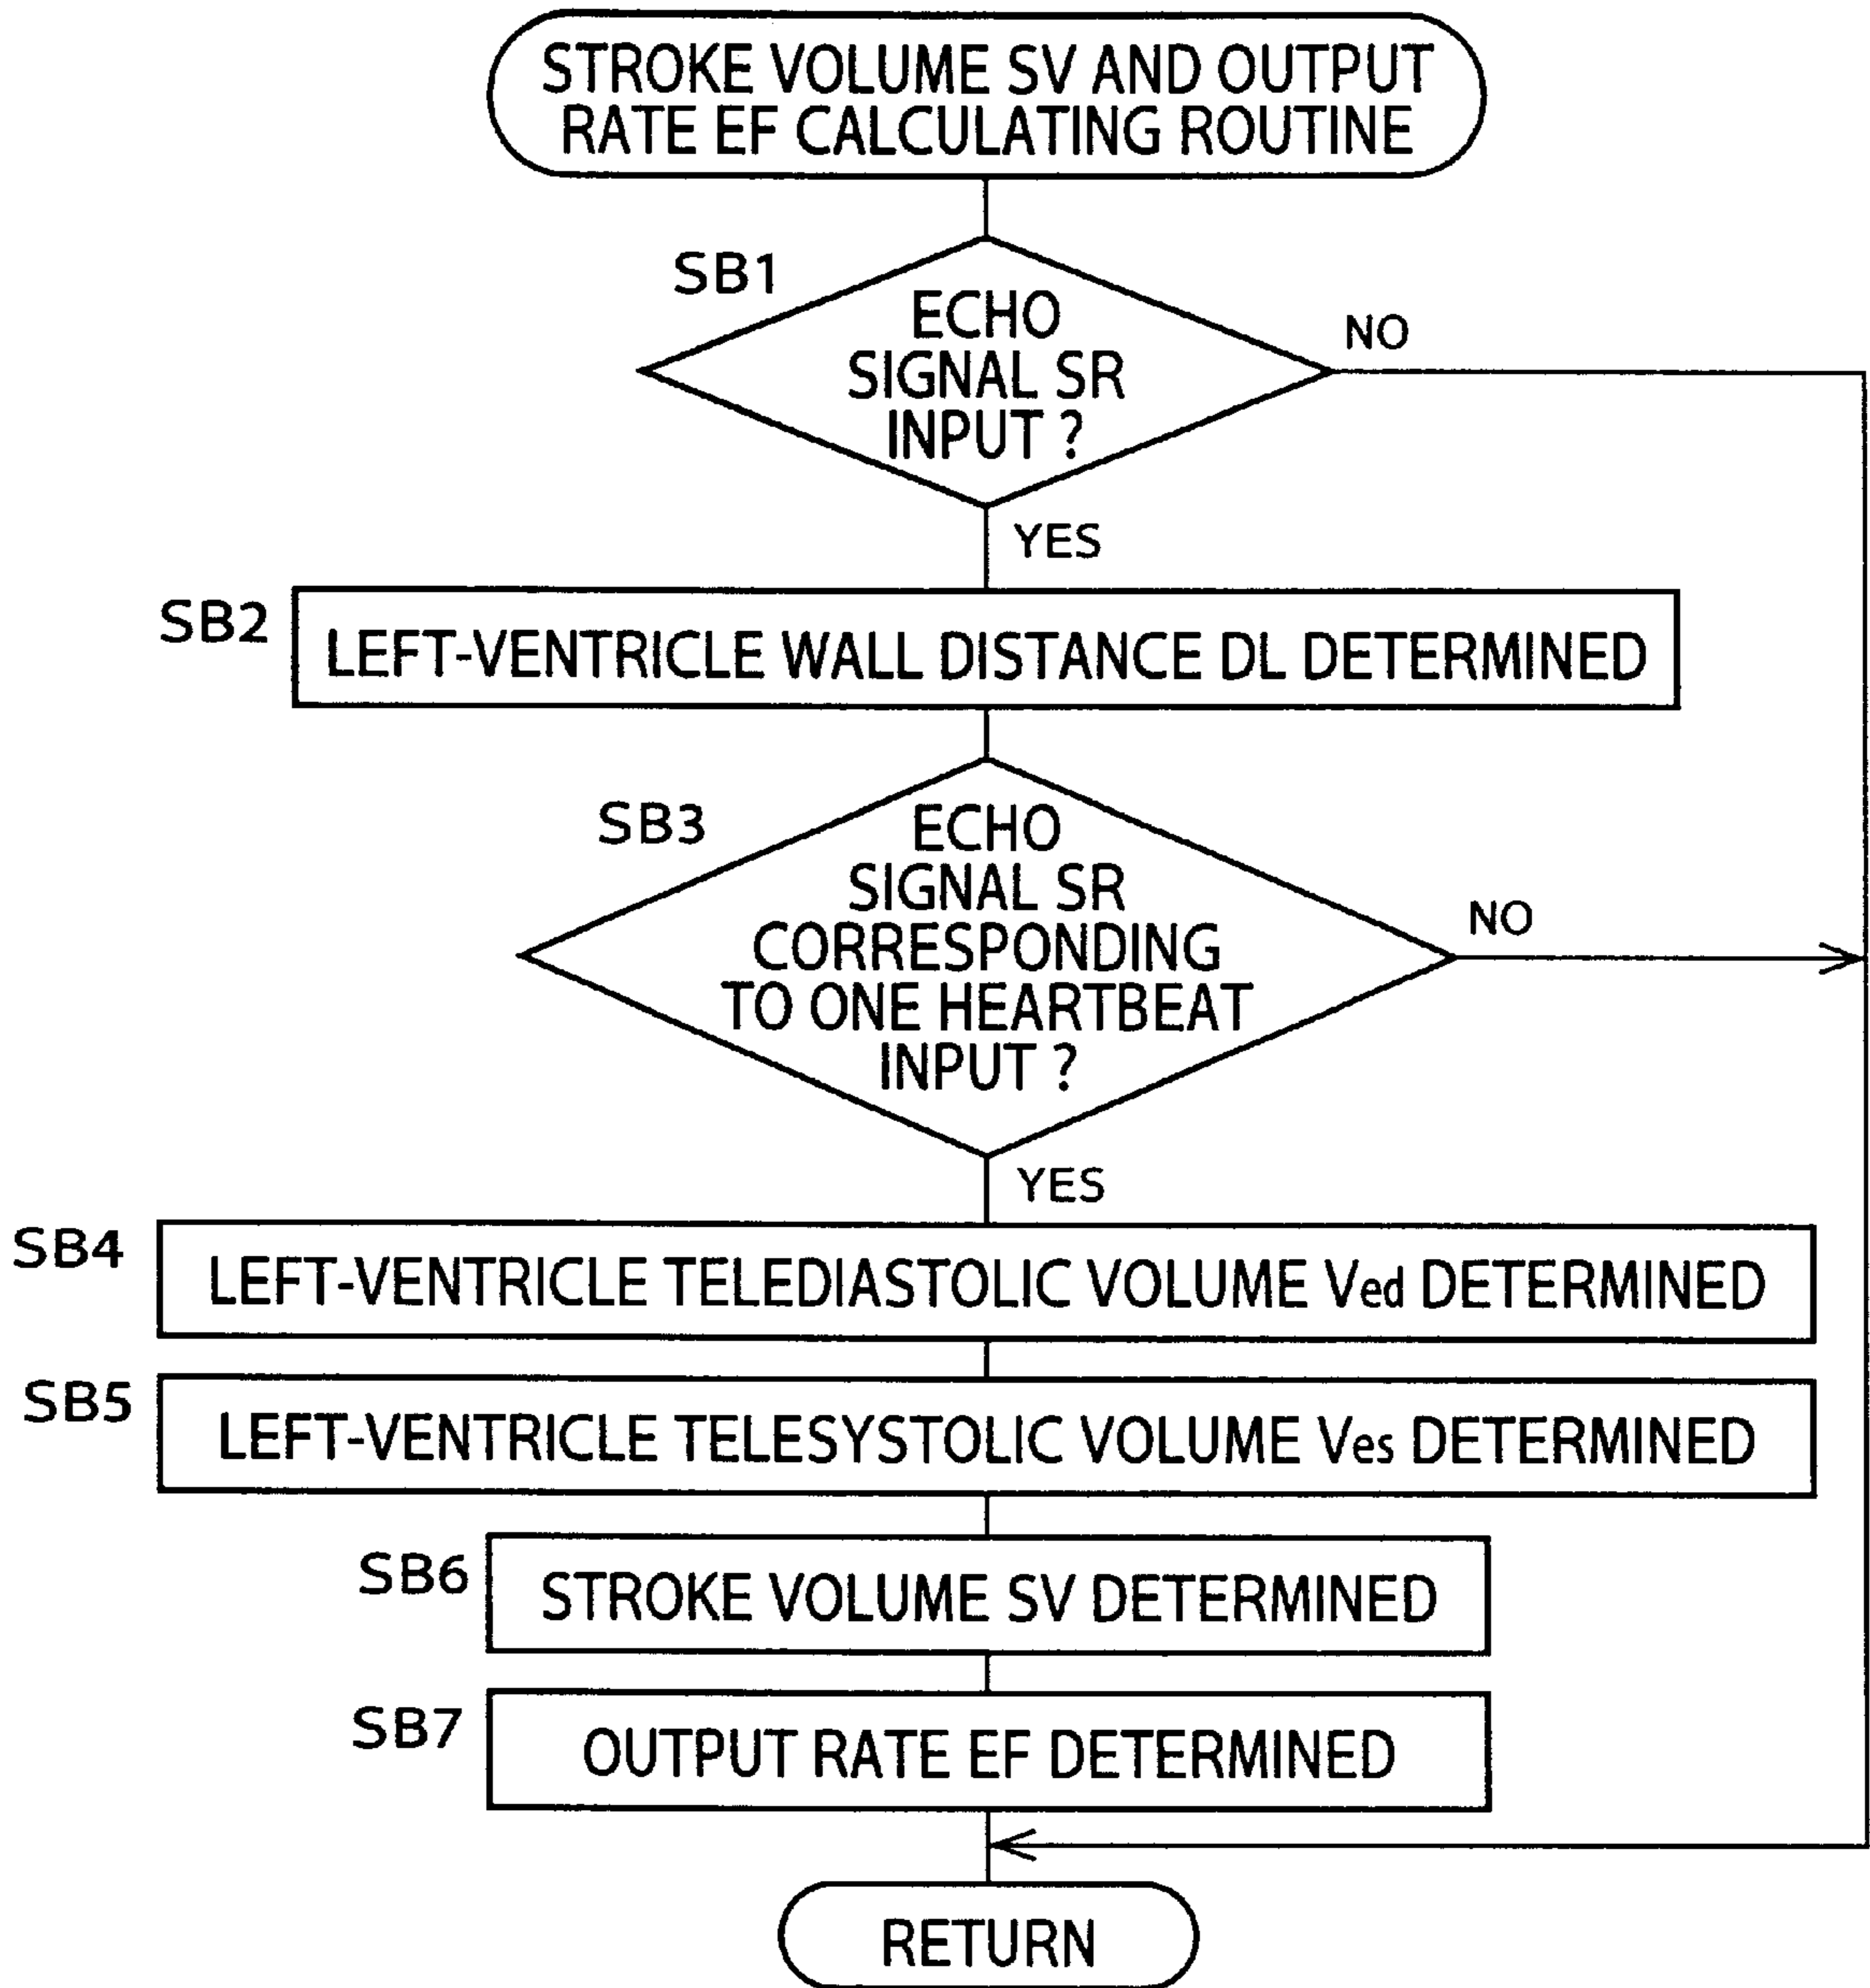 STROKE VOLUME SV AND OUTPUT
RATE EF CALCULATING ROUTINE
SB1
ECHO
SIGNAL SR
INPUT ?
NO
YES
SB2
LEFT-VENTRICLE WALL DISTANCE DL DETERMINED
SB3
ECHO
SIGNAL SR
CORRESPONDING
TO ONE HEARTBEAT
INPUT ?
NO
YES
SB4
LEFT-VENTRICLE TELEDIASTOLIC VOLUME Ved DETERMINED
SB5
LEFT-VENTRICLE TELESYSTOLIC VOLUME Ves DETERMINED
SB6
STROKE VOLUME SV DETERMINED
SB7
OUTPUT RATE EF DETERMINED
RETURN